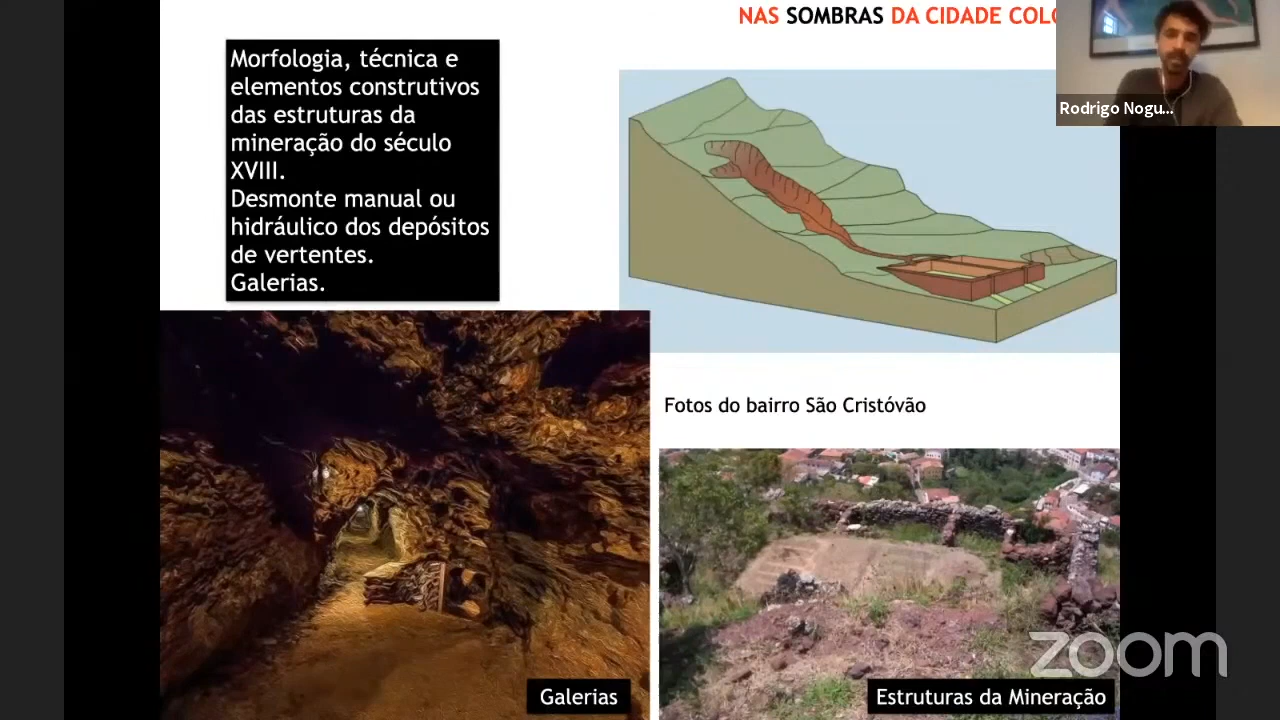 NAS SOMBRAS DA CIDADE
Rodrigo Nogu...
Morfologia, técnica e
elementos construtivos
das estruturas da
mineração do século
XVIII.
Desmonte manual ou
hidráulico dos depósitos
de vertentes.
Galerias.
Fotos do bairro São Cristóvão
Galerias
Estruturas da Mineração
zoom